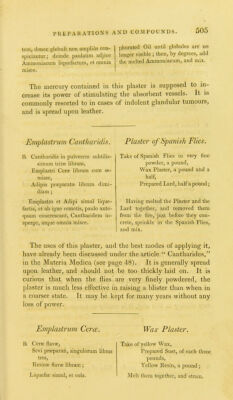 PREPARATIONS AND COMPOUNDS. 505
tum, donec globuli non amplius con-
spiciantur; deinde paulatim adjice
Ammoniacum liquefactum, et omnia
misce.
phurated Oil until globules are no
longer visible; then, by degrees, add
the melted Ammoniacum, and mix.
The mercury contained in this plaster is supposed to in-
crease its power of stimulating the absorbent vessels. It is
commonly resorted to in cases of indolent glandular tumours,
and is spread upon leather.
Emplastrum Cantharidis.
℞ Cantharidis in pulverem subtilis-
simum tritæ libram,
Emplastri Ceræ libram cum se-
misse,
Adipis præparatæ libram dimi-
diam;
Emplastro et Adipi simul lique-
factis, et ab igne remotis, paulo ante-
quam concrescant, Cantharidem in-
sperge, atque omnia misce.
Plaster of Spanish Flies.
Take of Spanish Flies in very fine
powder, a pound,
Wax Plaster, a pound and a
half,
Prepared Lard, half a pound;
Having melted the Plaster and the
Lard together, and removed them
from the fire, just before they con-
crete, sprinkle in the Spanish Flies,
and mix.
The uses of this plaster, and the best modes of applying it,
have already been discussed under the article “ Cantharides,”
in the Materia Medica (see page 48). It is generally spread
upon leather, and should not be too thickly laid on. It is
curious that when the flies are very finely powdered, the
plaster is much less effective in raising a blister than when in
a coarser state. It may be kept for many years without any
loss of power.
Emplastrum Ceræ.
℞ Ceræ flavæ,
Sevi præparati, singulorum libras
tres,
Resinæ flavæ libram;
Liquefac simul, et cola.
Wax Plaster.
Take of yellow Wax,
Prepared Suet, of each three
pounds,
Yellow Resin, a pound;
Melt them together, and strain.